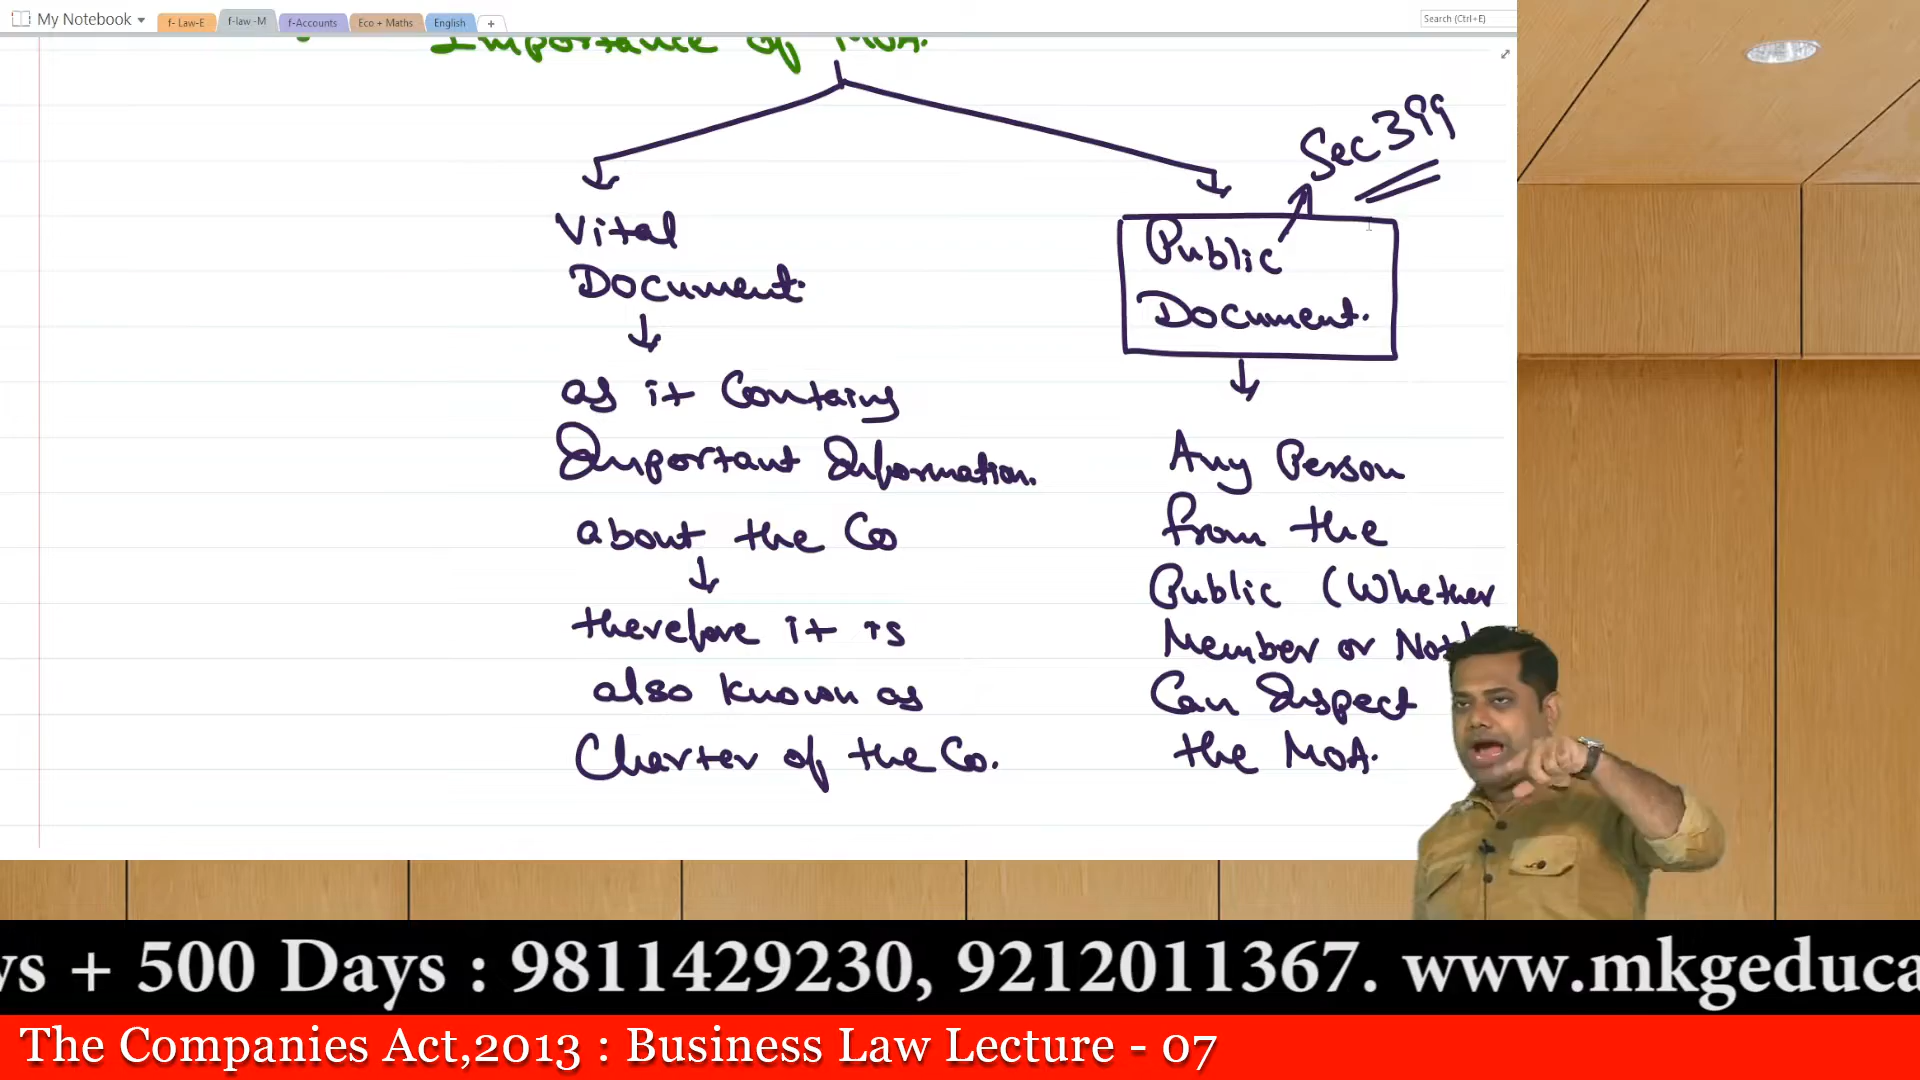 My Notebook
f- Law-E
f-law -M
f-Accounts
Eco + Maths
English
+
Search (Ctrl+E)
Importance of MOA.
Sec 399
Vital
Document.
as it Contains
Important Information.
about the Co
therefore it is
also known as
Charter of the Co.
Public
Document.
Any Person
from the
Public (Whether
Member or Not
Can Inspect
the MOA.
ys + 500 Days : 9811429230, 9212011367. www.mkgeduca
The Companies Act,2013 : Business Law Lecture - 07